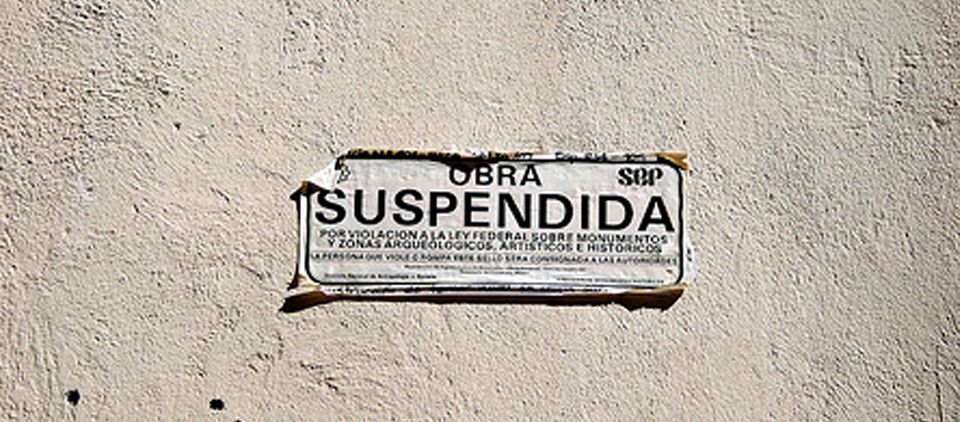 OBRA
sep
SUSPENDIDA
POR VIOLACION A LA LEY FEDERAL SOBRE MONUMENTOS
Y ZONAS ARQUEOLOGICOS, ARTISTICOS E HISTORICOS
LA PERSONA QUE VIOLE O ROMPA ESTE SELLO SERA CONSIGNADA A LAS AUTORIDADES